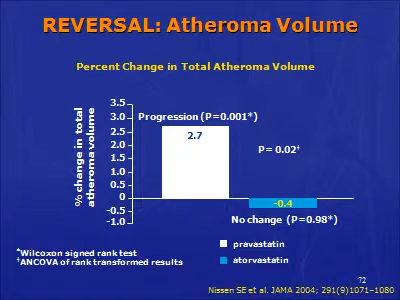 REVERSAL: Atheroma Volume
Percent Change in Total Atheroma Volume
% change in total
atheroma volume
3.5
3.0
2.5
2.0
1.5
1.0
0.5
0
-0.5
-1.0
Progression (P=0.001*)
2.7
P= 0.02‡
-0.4
No change (P=0.98*)
*Wilcoxon signed rank test
‡ANCOVA of rank transformed results
pravastatin
atorvastatin
72
Nissen SE et al. JAMA 2004; 291(9)1071–1080